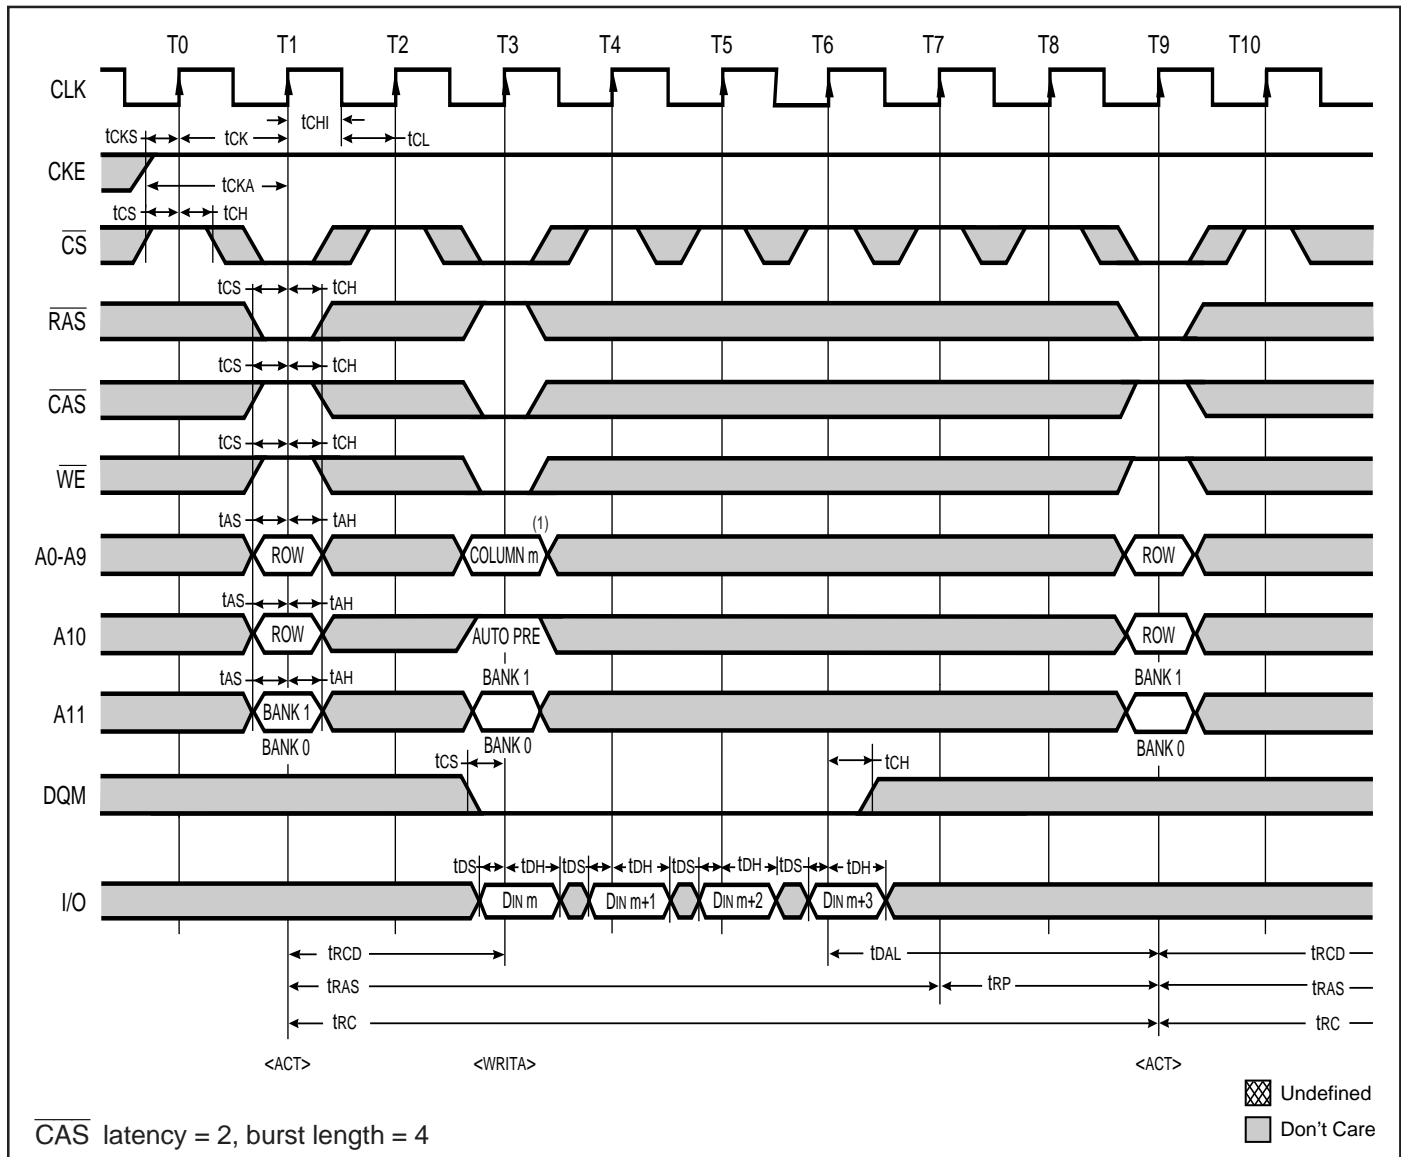 T0 T1 T2 T3 T4 T5 T6 T7 T8 T9 T10
CLK
tCHI
tCKS tCK tCL
CKE
tCKA
tCS tCH
CS
tCS tCH
RAS
tCS tCH
CAS
tCS tCH
WE
tAS tAH (1)
A0-A9 ROW COLUMN m ROW
tAS tAH
A10 ROW AUTO PRE ROW
tAS tAH BANK 1 BANK 1
A11 BANK 1
BANK 0 BANK 0 BANK 0
tCS tCH
DQM
tDS tDH tDS tDH tDS tDH tDS tDH
I/O DIN m DIN m+1 DIN m+2 DIN m+3
tRCD tDAL tRCD
tRAS tRP tRAS
tRC tRC
<ACT> <WRITA> <ACT>
Undefined
CAS latency = 2, burst length = 4
Don't Care